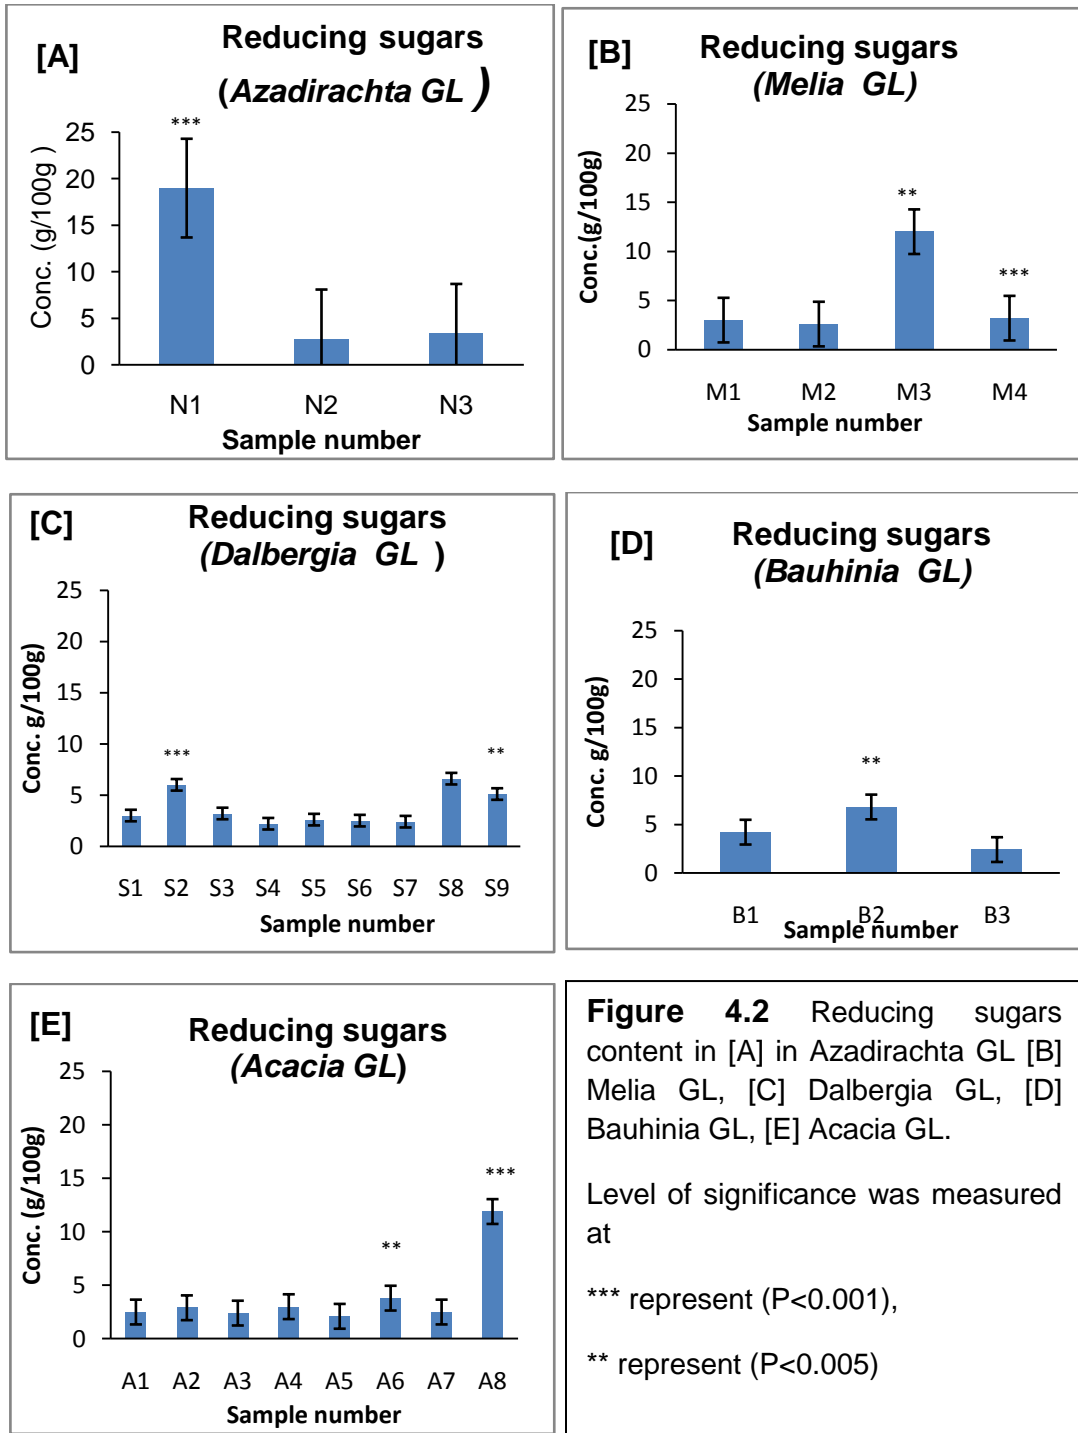 [A]
Reducing sugars
(Azadirachta GL )
***
25
20
15
10
5
0
Conc. (g/100g )
N1 N2 N3
Sample number
[B]
Reducing sugars
(Melia GL)
25
20
15
10
5
0
Conc.(g/100g)
**
***
M1 M2 M3 M4
Sample number
[C]
Reducing sugars
(Dalbergia GL )
25
20
15
10
5
0
Conc. g/100g)
***
**
S1 S2 S3 S4 S5 S6 S7 S8 S9
Sample number
[D]
Reducing sugars
(Bauhinia GL)
25
20
15
10
5
0
Conc. g/100g)
**
B1 B2 B3
Sample number
[E]
Reducing sugars
(Acacia GL)
25
20
15
10
5
0
Conc. (g/100g)
**
***
A1 A2 A3 A4 A5 A6 A7 A8
Sample number
Figure 4.2 Reducing sugars
content in [A] in Azadirachta GL [B]
Melia GL, [C] Dalbergia GL, [D]
Bauhinia GL, [E] Acacia GL.
Level of significance was measured
at
*** represent (P<0.001),
** represent (P<0.005)